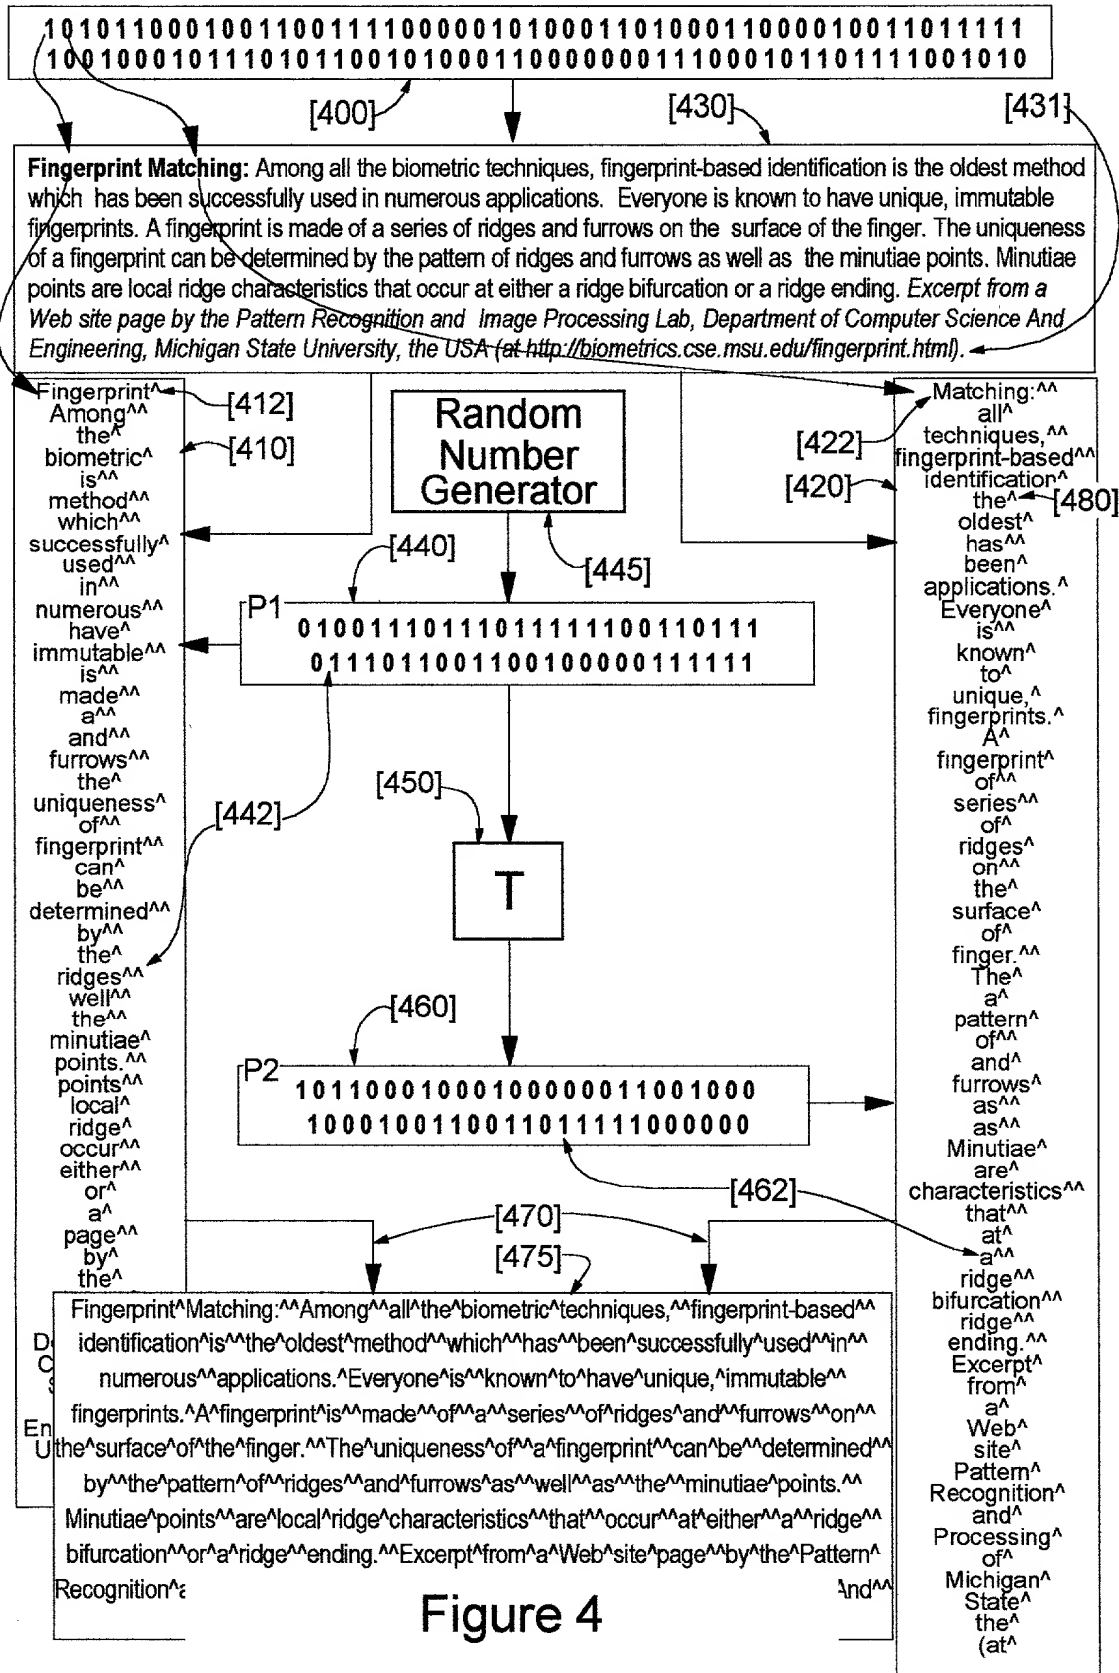 10101100010011001111000001010001101000110000100110 11111
1001000101110101100101000110000000011100010110111100 1010
[400]
[430]
[431]
Fingerprint Matching: Among all the biometric techniques, fingerprint-based identification is the oldest method
which has been successfully used in numerous applications. Everyone is known to have unique, immutable
fingerprints. A fingerprint is made of a series of ridges and furrows on the surface of the finger. The uniqueness
of a fingerprint can be determined by the pattern of ridges and furrows as well as the minutiae points. Minutiae
points are local ridge characteristics that occur at either a ridge bifurcation or a ridge ending. Excerpt from a
Web site page by the Pattern Recognition and Image Processing Lab, Department of Computer Science And
Engineering, Michigan State University, the USA (at http://biometrics.cse.msu.edu/fingerprint.html).
Fingerprint^
Among^^
the^
biometric^
is^^
method^^
which^^
successfully^
used^^
in^^
numerous^^
have^
immutable^^
is^^
made^^
a^^
and^^
furrows^^
the^
uniqueness^
of^^
fingerprint^^
can^
be^^
determined^^
by^^
the^
ridges^^
well^^
the^^
minutiae^
points.^^
points^^
local^
ridge^
occur^^
either^^
or^
a^
page^^
by^
the^
[412]
[410]
Random
Number
Generator
[440]
[445]
P1
01001110111011111100110111
0111011001100100000111111
[442]
[450]
T
[460]
P2
10110001000100000011001000
1000100110011011111000000
[462]
[470]
[475]
[422]
[420]
[480]
Matching:^^
all^
techniques,^^
fingerprint-based^^
identification^
the^
oldest^
has^^
been^
applications.^
Everyone^
is^^
known^
to^
unique,^
fingerprints.^
A^
fingerprint^
of^^
series^^
of^
ridges^
on^^
the^
surface^
of^
finger.^^
The^
a^
pattern^
of^^
and^
furrows^
as^^
as^^
Minutiae^
are^
characteristics^^
that^^
at^
a^^
ridge^^
bifurcation^^
ridge^^
ending.^^
Excerpt^
from^
a^
Web^
site^
Pattern^
Recognition^
and^
Processing^
of^
Michigan^
State^
the^
(at^
Fingerprint^Matching:^^Among^^all^the^biometric^techniques,^^fingerprint-based^^
identification^is^^the^oldest^method^^which^^has^^been^successfully^used^^in^^
numerous^^applications.^Everyone^is^^known^to^have^unique,^immutable^^
fingerprints.^A^fingerprint^is^^made^^of^^a^^series^^of^ridges^and^^furrows^^on^^
the^surface^of^the^finger.^^The^uniqueness^of^^a^fingerprint^^can^be^^determined^^
by^^the^pattern^of^^ridges^^and^furrows^as^^well^^as^^the^^minutiae^points.^^
Minutiae^points^^are^local^ridge^characteristics^^that^^occur^^at^either^^a^^ridge^^
bifurcation^^or^a^ridge^^ending.^^Excerpt^from^a^Web^site^page^^by^the^Pattern^
Recognition^
And^^
Figure 4